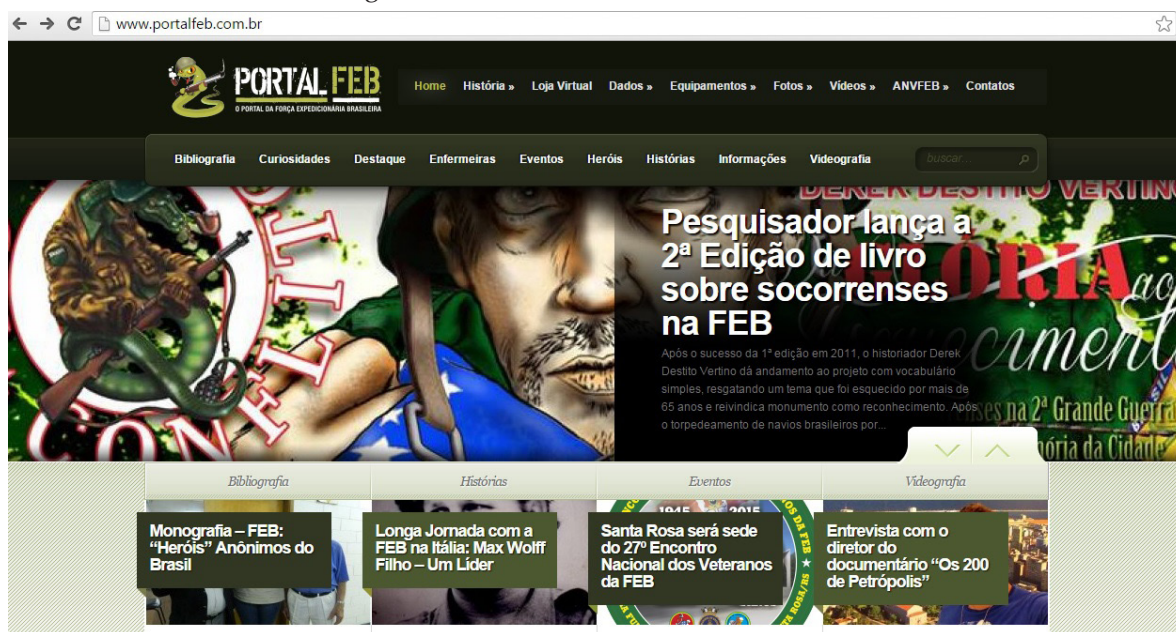 www.portalfeb.com.br
PORTAL FEB
O PORTAL DA FORÇA EXPEDICIONÁRIA BRASILEIRA
Home História » Loja Virtual Dados » Equipamentos » Fotos » Vídeos » ANVFEB » Contatos
Bibliografia Curiosidades Destaque Enfermeiras Eventos Heróis Histórias Informações Videografia buscar...
DEREK DESTITO VERTINO
Pesquisador lança a
2ª Edição de livro
sobre socorrenses
na FEB
GLÓRIA ao
Após o sucesso da 1ª edição em 2011, o historiador Derek
Destito Vertino dá andamento ao projeto com vocabulário
simples, resgatando um tema que foi esquecido por mais de
65 anos e reivindica monumento como reconhecimento. Após
o torpedeamento de navios brasileiros por...
na 2ª Grande Guerra
da Cidade
Bibliografia Histórias Eventos Videografia
Monografia – FEB:
“Heróis” Anônimos do
Brasil
Longa Jornada com a
FEB na Itália: Max Wolff
Filho – Um Líder
1945 2015
Santa Rosa será sede
do 27º Encontro
Nacional dos Veteranos
da FEB
Entrevista com o
diretor do
documentário “Os 200
de Petrópolis”